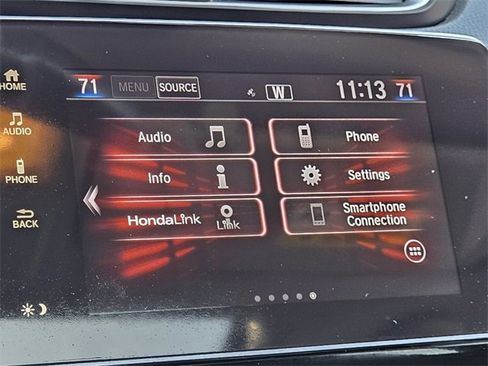 HOME
AUDIO
PHONE
BACK
71 MENU SOURCE W 11:13 71
Audio
Phone
Info
i
Settings
HondaLink
Link
Smartphone
Connection